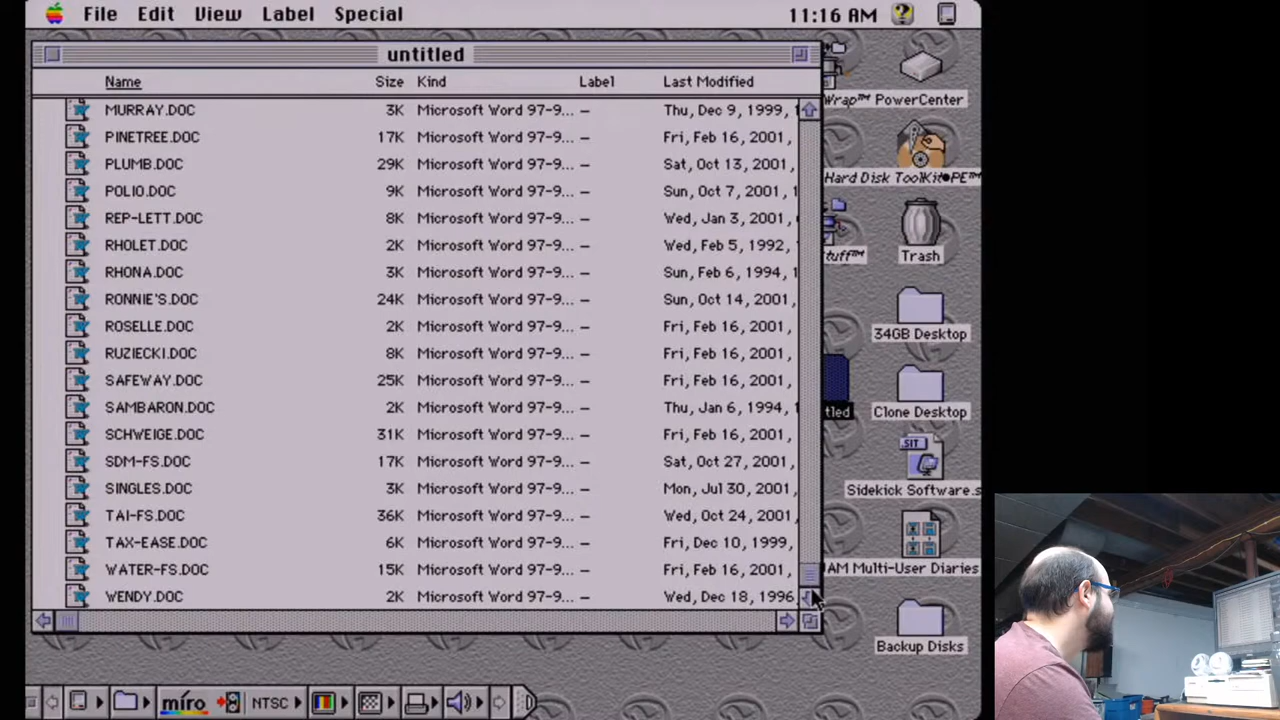 File Edit View Label Special 11:16 AM
untitled
Name Size Kind Label Last Modified
MURRAY.DOC 3K Microsoft Word 97-9... – Thu, Dec 9, 1999, 1
PINETREE.DOC 17K Microsoft Word 97-9... – Fri, Feb 16, 2001,
PLUMB.DOC 29K Microsoft Word 97-9... – Sat, Oct 13, 2001, 1
POLIO.DOC 9K Microsoft Word 97-9... – Sun, Oct 7, 2001, 1
REP-LETT.DOC 8K Microsoft Word 97-9... – Wed, Jan 3, 2001,
RHOLET.DOC 2K Microsoft Word 97-9... – Wed, Feb 5, 1992,
RHONA.DOC 3K Microsoft Word 97-9... – Sun, Feb 6, 1994, 1
RONNIE'S.DOC 24K Microsoft Word 97-9... – Sun, Oct 14, 2001,
ROSELLE.DOC 2K Microsoft Word 97-9... – Fri, Feb 16, 2001,
RUZIECKI.DOC 8K Microsoft Word 97-9... – Fri, Feb 16, 2001,
SAFEWAY.DOC 25K Microsoft Word 97-9... – Fri, Feb 16, 2001,
SAMBARON.DOC 2K Microsoft Word 97-9... – Thu, Jan 6, 1994, 1
SCHWEIGE.DOC 31K Microsoft Word 97-9... – Fri, Feb 16, 2001,
SDM-FS.DOC 17K Microsoft Word 97-9... – Sat, Oct 27, 2001,
SINGLES.DOC 3K Microsoft Word 97-9... – Mon, Jul 30, 2001,
TAI-FS.DOC 36K Microsoft Word 97-9... – Wed, Oct 24, 2001,
TAX-EASE.DOC 6K Microsoft Word 97-9... – Fri, Dec 10, 1999,
WATER-FS.DOC 15K Microsoft Word 97-9... – Fri, Feb 16, 2001,
WENDY.DOC 2K Microsoft Word 97-9... – Wed, Dec 18, 1996
Wrap™ PowerCenter
Hard Disk ToolKit•PE™
tuff™ Trash
34GB Desktop
tled Clone Desktop
SIT
Sidekick Software.s
JAM Multi-User Diaries
Backup Disks
miro NTSC